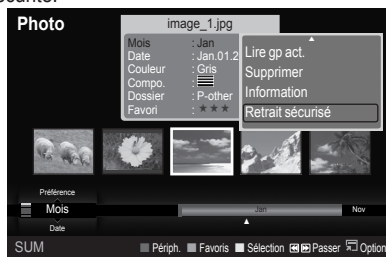 Photo
image_1.jpg
Mois : Jan
Date : Jan.01.2
Couleur : Gris
Compo. :
Dossier : P-other
Favori : ★★★
Lire gp act.
Supprimer
Information
Retrait sécurisé
Préférence
Mois
Date
Jan
Nov
SUM
Périph. Favoris Sélection Passer Option